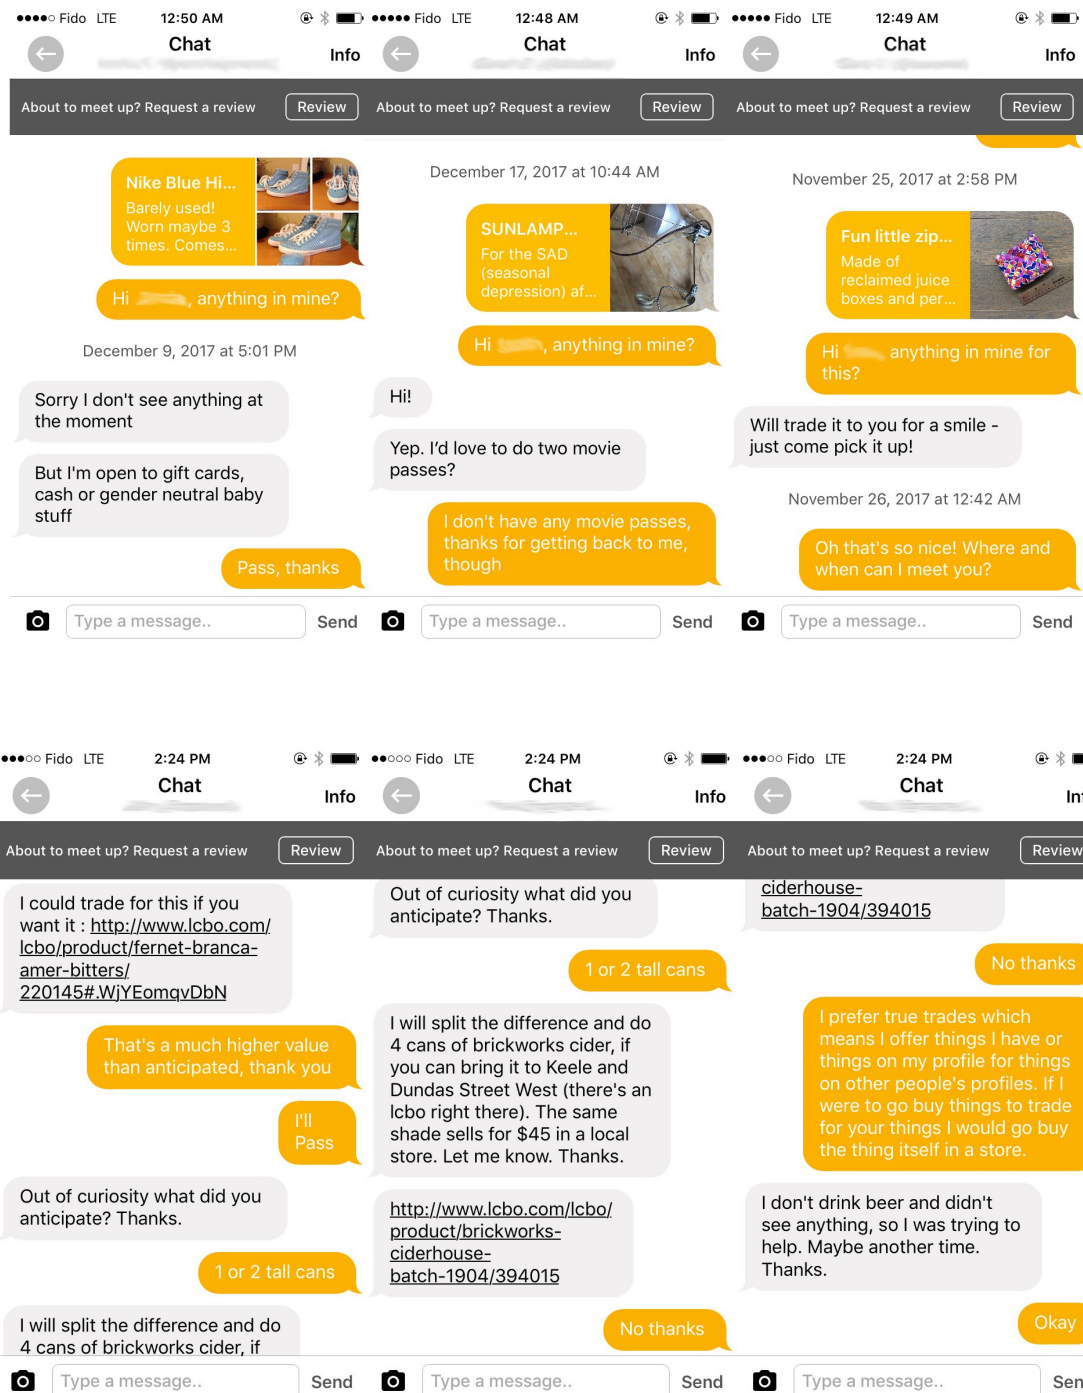 Fido LTE 12:50 AM
Chat
Info
About to meet up? Request a review Review
Nike Blue Hi...
Barely used!
Worn maybe 3
times. Comes...
Hi , anything in mine?
December 9, 2017 at 5:01 PM
Sorry I don't see anything at
the moment
But I'm open to gift cards,
cash or gender neutral baby
stuff
Pass, thanks
Type a message.. Send
Fido LTE 12:48 AM
Chat
Info
About to meet up? Request a review Review
December 17, 2017 at 10:44 AM
SUNLAMP...
For the SAD
(seasonal
depression) af...
Hi , anything in mine?
Hi!
Yep. I'd love to do two movie
passes?
I don't have any movie passes,
thanks for getting back to me,
though
Type a message.. Send
Fido LTE 12:49 AM
Chat
Info
About to meet up? Request a review Review
November 25, 2017 at 2:58 PM
Fun little zip...
Made of
reclaimed juice
boxes and per...
Hi , anything in mine for
this?
Will trade it to you for a smile -
just come pick it up!
November 26, 2017 at 12:42 AM
Oh that's so nice! Where and
when can I meet you?
Type a message.. Send
Fido LTE 2:24 PM
Chat
Info
About to meet up? Request a review Review
I could trade for this if you
want it : http://www.lcbo.com/
lcbo/product/fernet-branca-
amer-bitters/
220145#.WjYEomqvDbN
That's a much higher value
than anticipated, thank you
I'll
Pass
Out of curiosity what did you
anticipate? Thanks.
1 or 2 tall cans
I will split the difference and do
4 cans of brickworks cider, if
Type a message.. Send
Fido LTE 2:24 PM
Chat
Info
About to meet up? Request a review Review
Out of curiosity what did you
anticipate? Thanks.
1 or 2 tall cans
I will split the difference and do
4 cans of brickworks cider, if
you can bring it to Keele and
Dundas Street West (there's an
lcbo right there). The same
shade sells for $45 in a local
store. Let me know. Thanks.
http://www.lcbo.com/lcbo/
product/brickworks-
ciderhouse-
batch-1904/394015
No thanks
Type a message.. Send
Fido LTE 2:24 PM
Chat
Inf
About to meet up? Request a review Review
ciderhouse-
batch-1904/394015
No thanks
I prefer true trades which
means I offer things I have or
things on my profile for things
on other people's profiles. If I
were to go buy things to trade
for your things I would go buy
the thing itself in a store.
I don't drink beer and didn't
see anything, so I was trying to
help. Maybe another time.
Thanks.
Okay
Type a message.. Sen